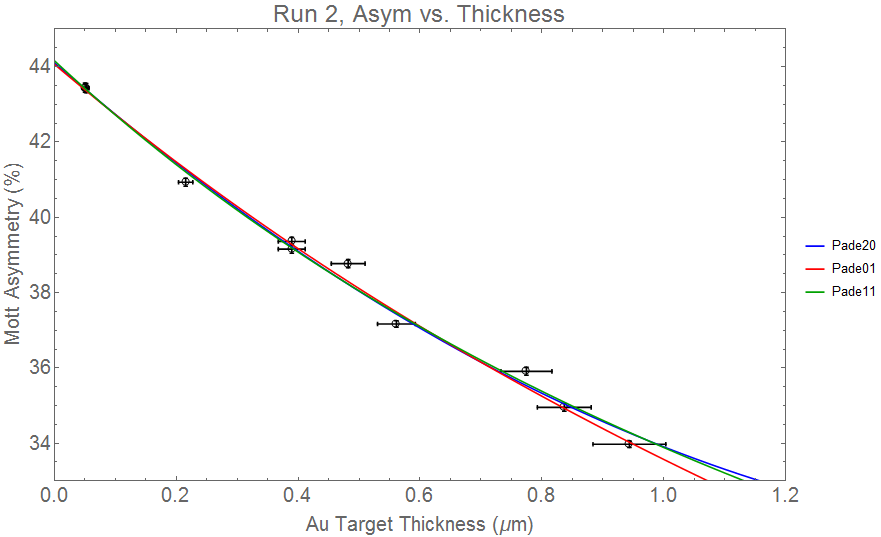 Run 2, Asym vs. Thickness
Mott Asymmetry (%)
44
42
40
38
36
34
0.0 0.2 0.4 0.6 0.8 1.0 1.2
Au Target Thickness (μm)
Pade20
Pade01
Pade11